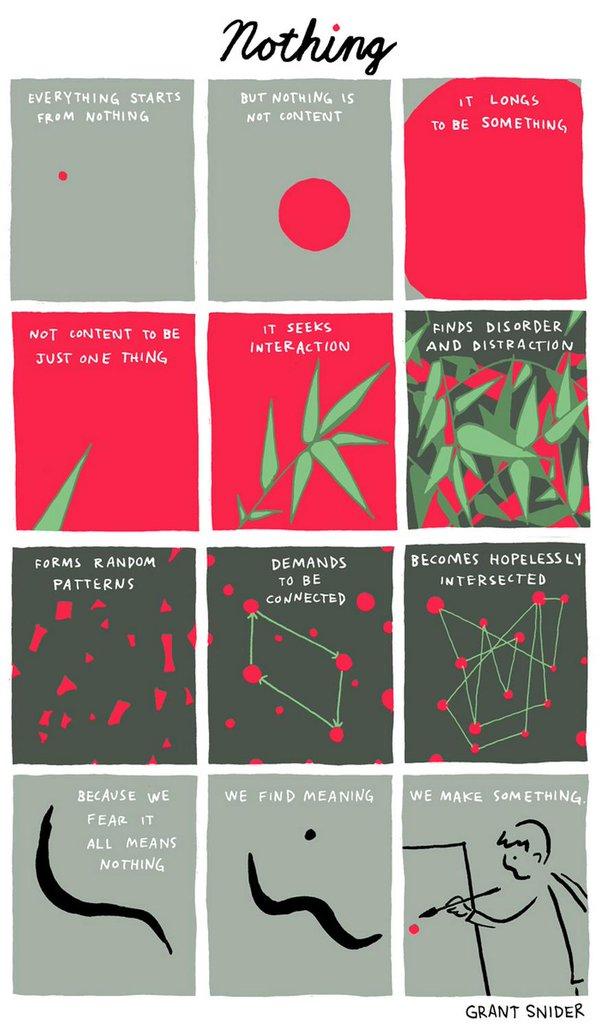 Nothing
EVERYTHING STARTS
FROM NOTHING
BUT NOTHING IS
NOT CONTENT
IT LONGS
TO BE SOMETHING
NOT CONTENT TO BE
JUST ONE THING
IT SEEKS
INTERACTION
FINDS DISORDER
AND DISTRACTION
FORMS RANDOM
PATTERNS
DEMANDS
TO BE
CONNECTED
BECOMES HOPELESSLY
INTERSECTED
BECAUSE WE
FEAR IT
ALL MEANS
NOTHING
WE FIND MEANING
WE MAKE SOMETHING.
GRANT SNIDER